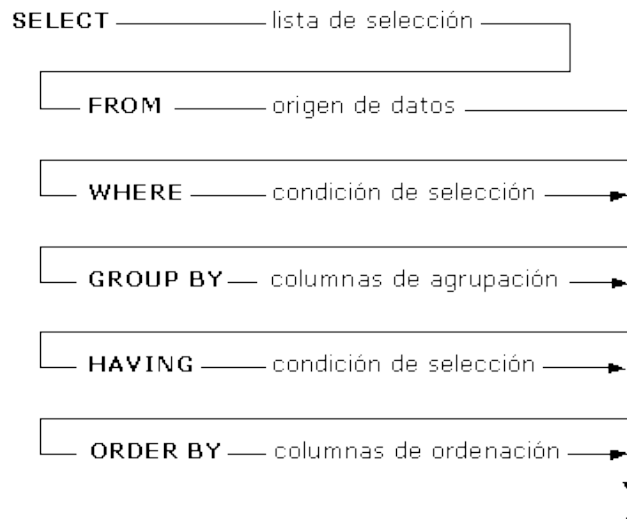 SELECT lista de selección
FROM origen de datos
WHERE condición de selección
GROUP BY columnas de agrupación
HAVING condición de selección
ORDER BY columnas de ordenación